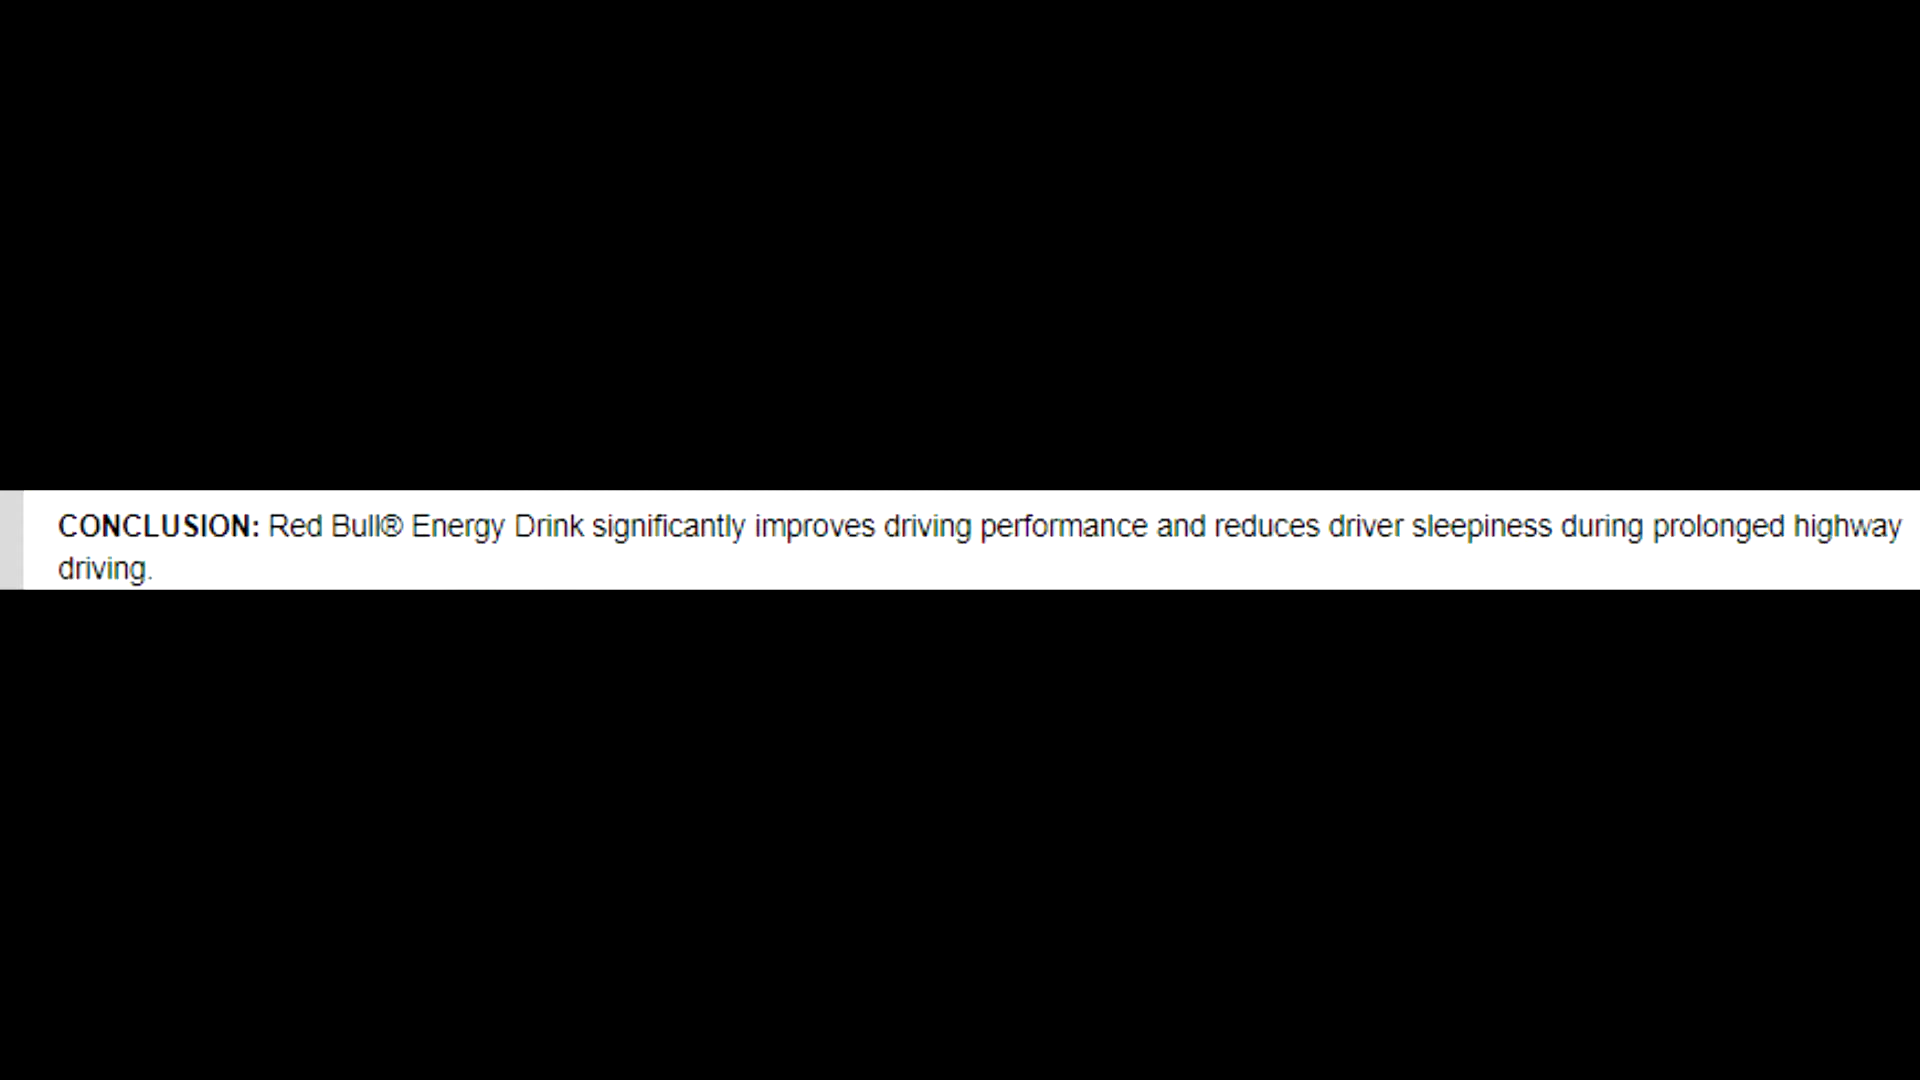 CONCLUSION: Red Bull® Energy Drink significantly improves driving performance and reduces driver sleepiness during prolonged highway
driving.